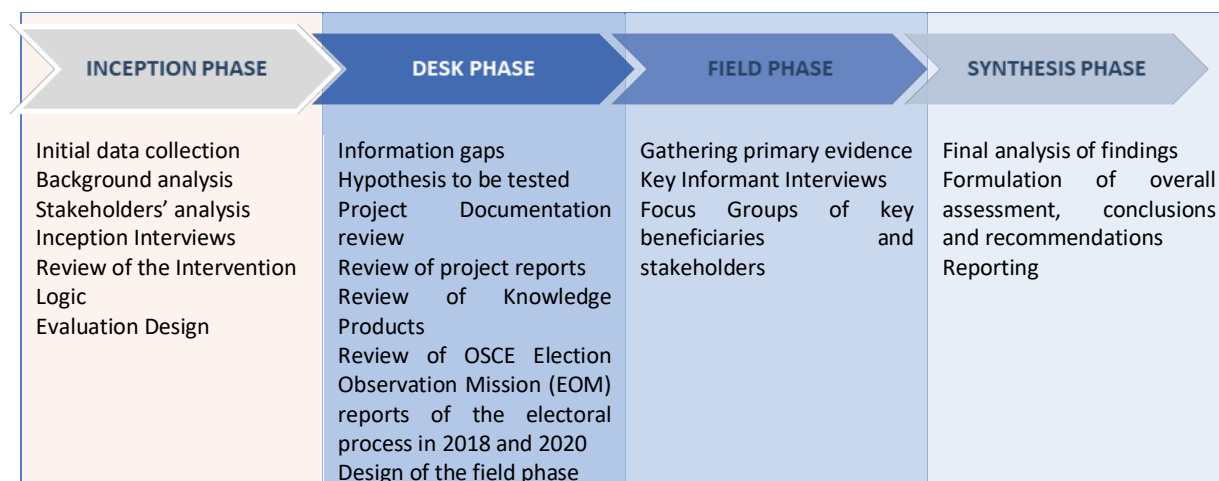 INCEPTION PHASE
DESK PHASE
FIELD PHASE
SYNTHESIS PHASE
Initial data collection
Background analysis
Stakeholders’ analysis
Inception Interviews
Review of the Intervention
Logic
Evaluation Design
Information gaps
Hypothesis to be tested
Project Documentation
review
Review of project reports
Review of Knowledge
Products
Review of OSCE Election
Observation Mission (EOM)
reports of the electoral
process in 2018 and 2020
Design of the field phase
Gathering primary evidence
Key Informant Interviews
Focus Groups of key
beneficiaries and
stakeholders
Final analysis of findings
Formulation of overall
assessment, conclusions
and recommendations
Reporting